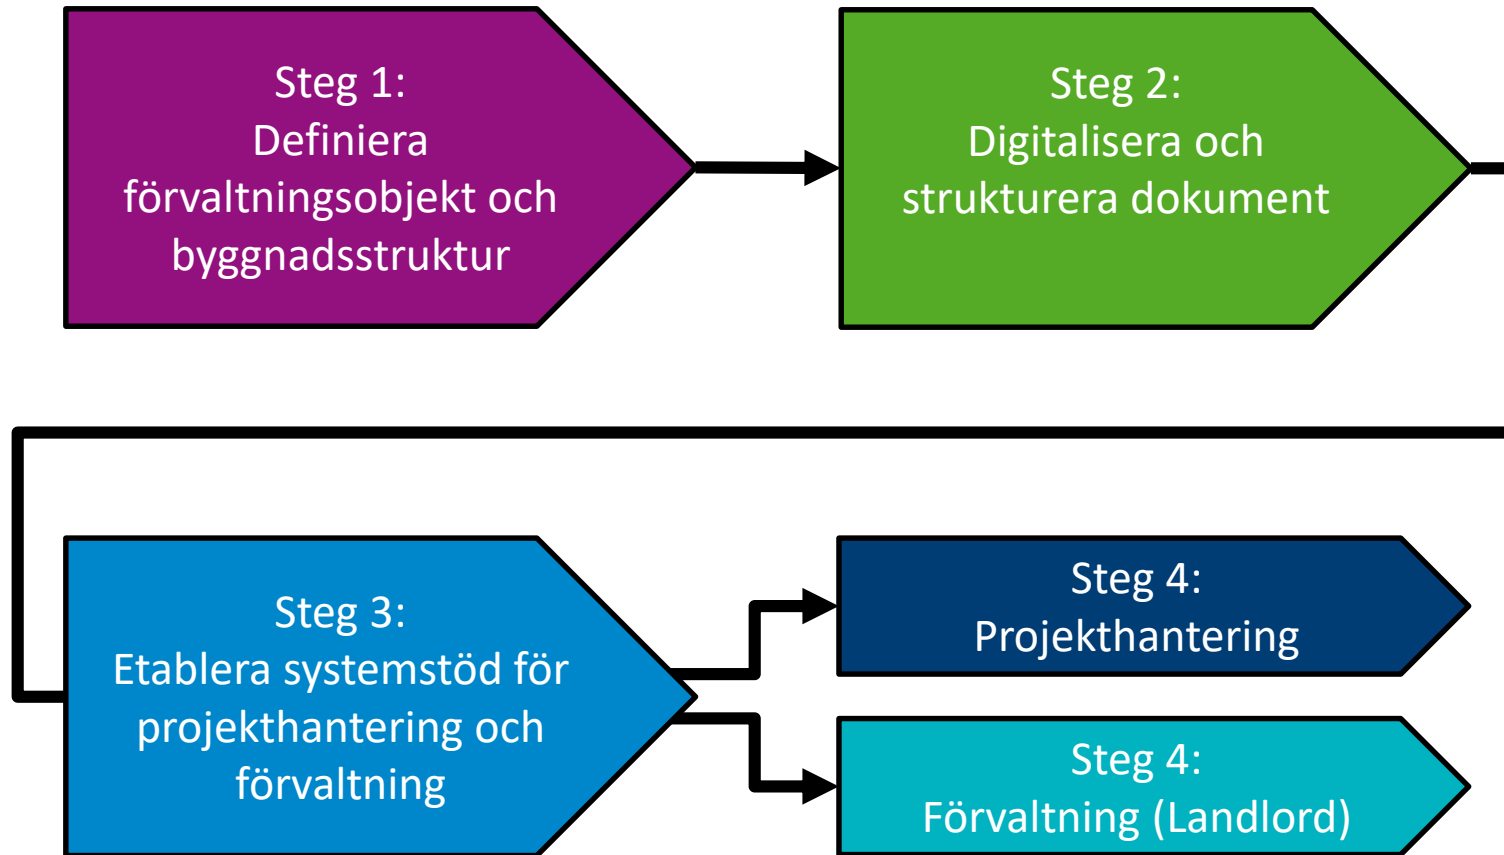 Steg 1:
Definiera
förvaltningsobjekt och
byggnadsstruktur
Steg 2:
Digitalisera och
strukturera dokument
Steg 3:
Etablera systemstöd för
projekthantering och
förvaltning
Steg 4:
Projekthantering
Steg 4:
Förvaltning (Landlord)